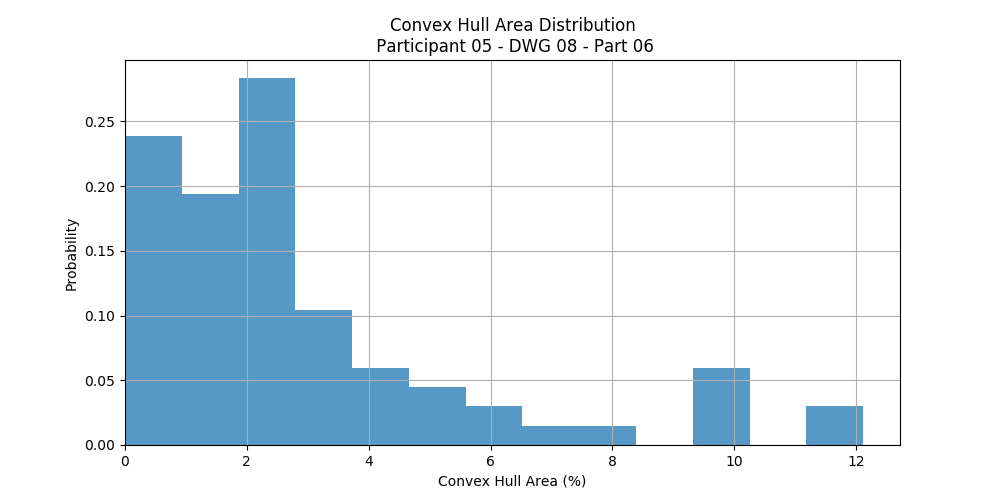 Convex Hull Area Distribution
Participant 05 - DWG 08 - Part 06
Probability
0.25
0.20
0.15
0.10
0.05
0.00
0 2 4 6 8 10 12
Convex Hull Area (%)